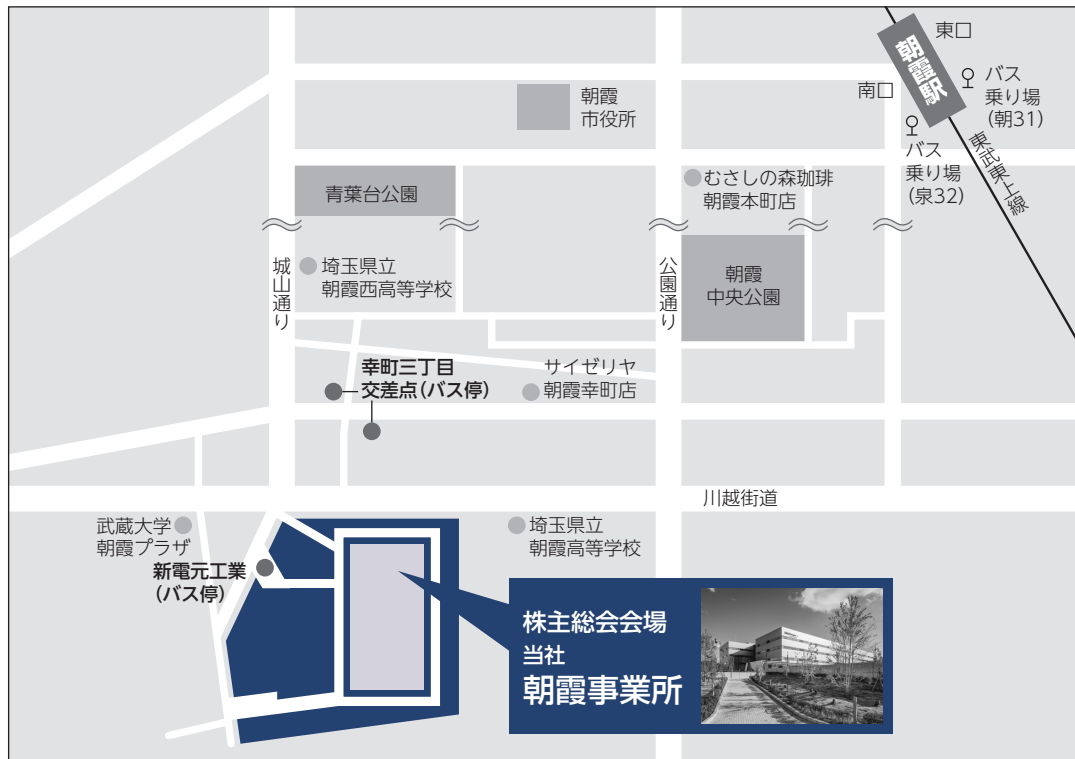 東口
朝霞駅
南口
バス
乗り場
(朝31)
バス
乗り場
(泉32)
東武東上線
朝霞
市役所
青葉台公園
むさしの森珈琲
朝霞本町店
城山通り
埼玉県立
朝霞西高等学校
公園通り
朝霞
中央公園
幸町三丁目
交差点(バス停)
サイゼリヤ
朝霞幸町店
川越街道
武蔵大学
朝霞プラザ
新電元工業
(バス停)
埼玉県立
朝霞高等学校
株主総会会場
当社
朝霞事業所